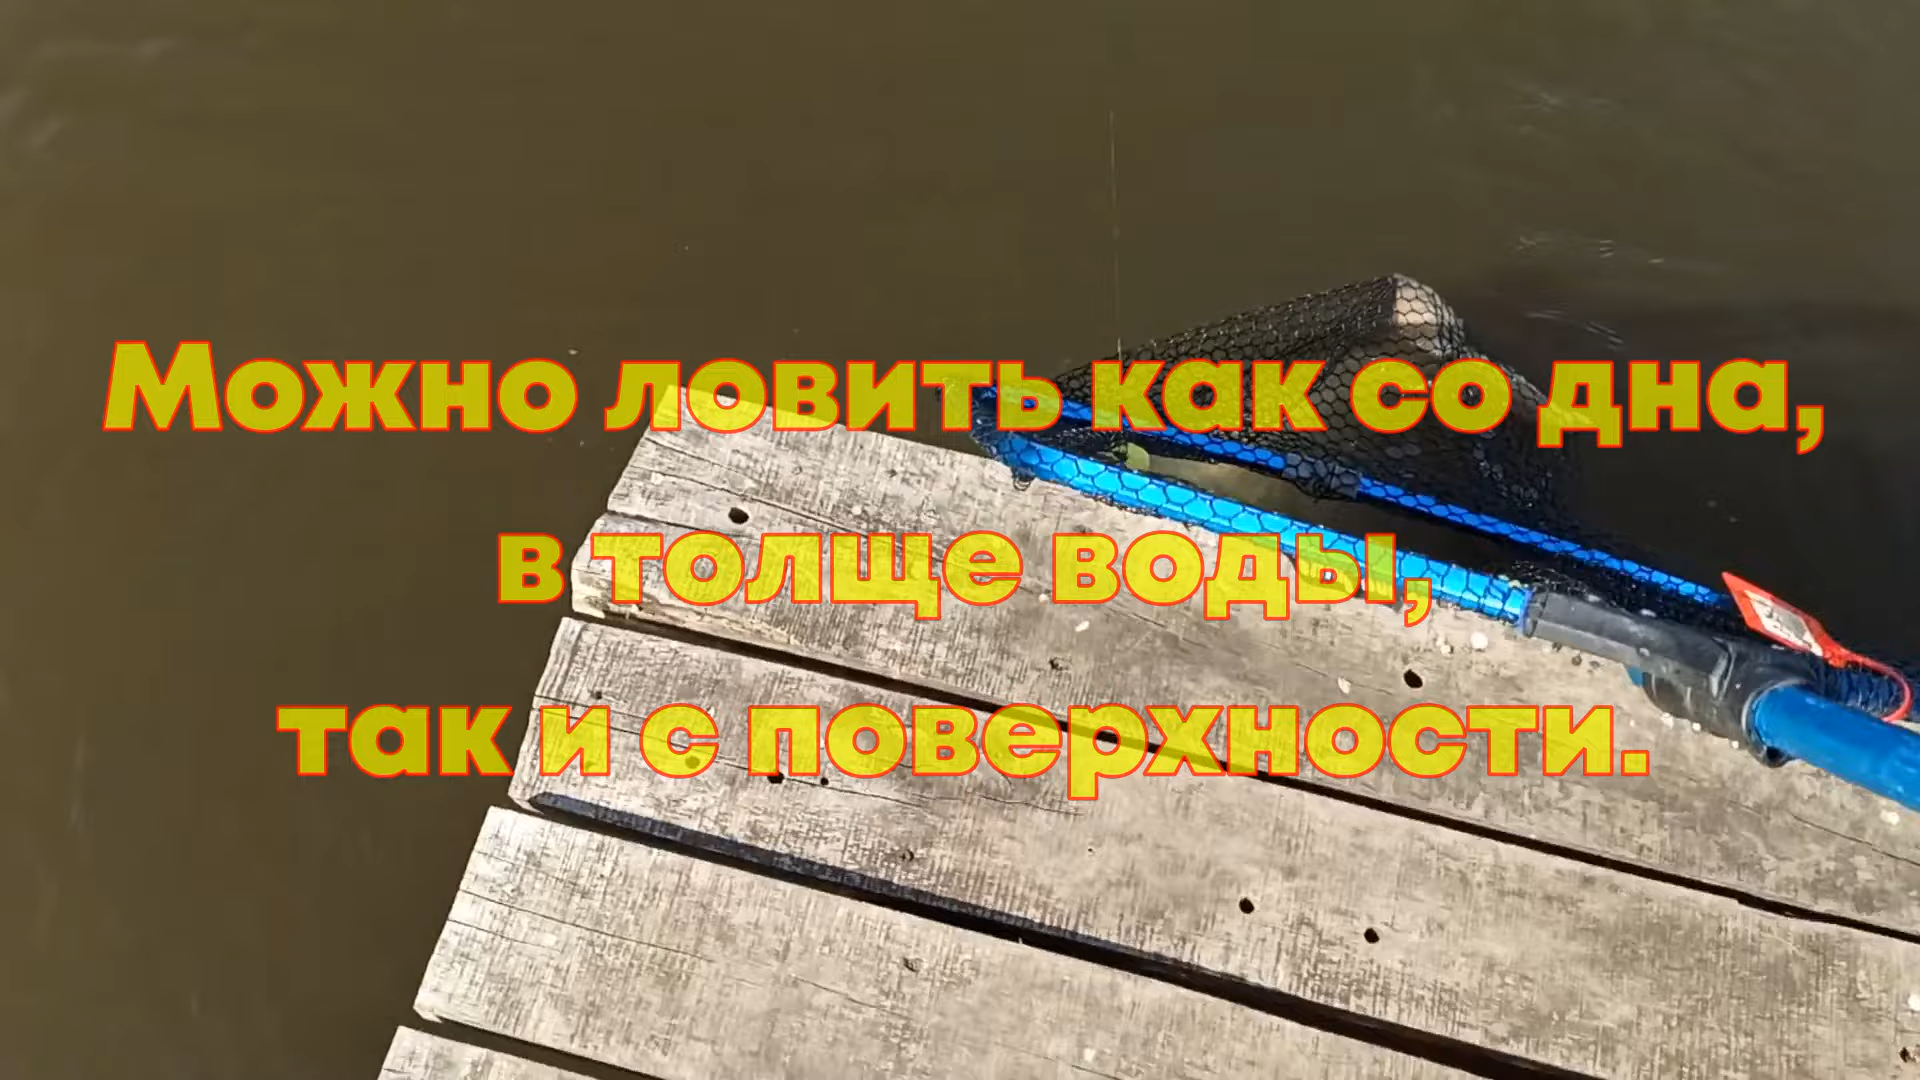 Можно ловить как со дна,
в толще воды,
так и с поверхности.